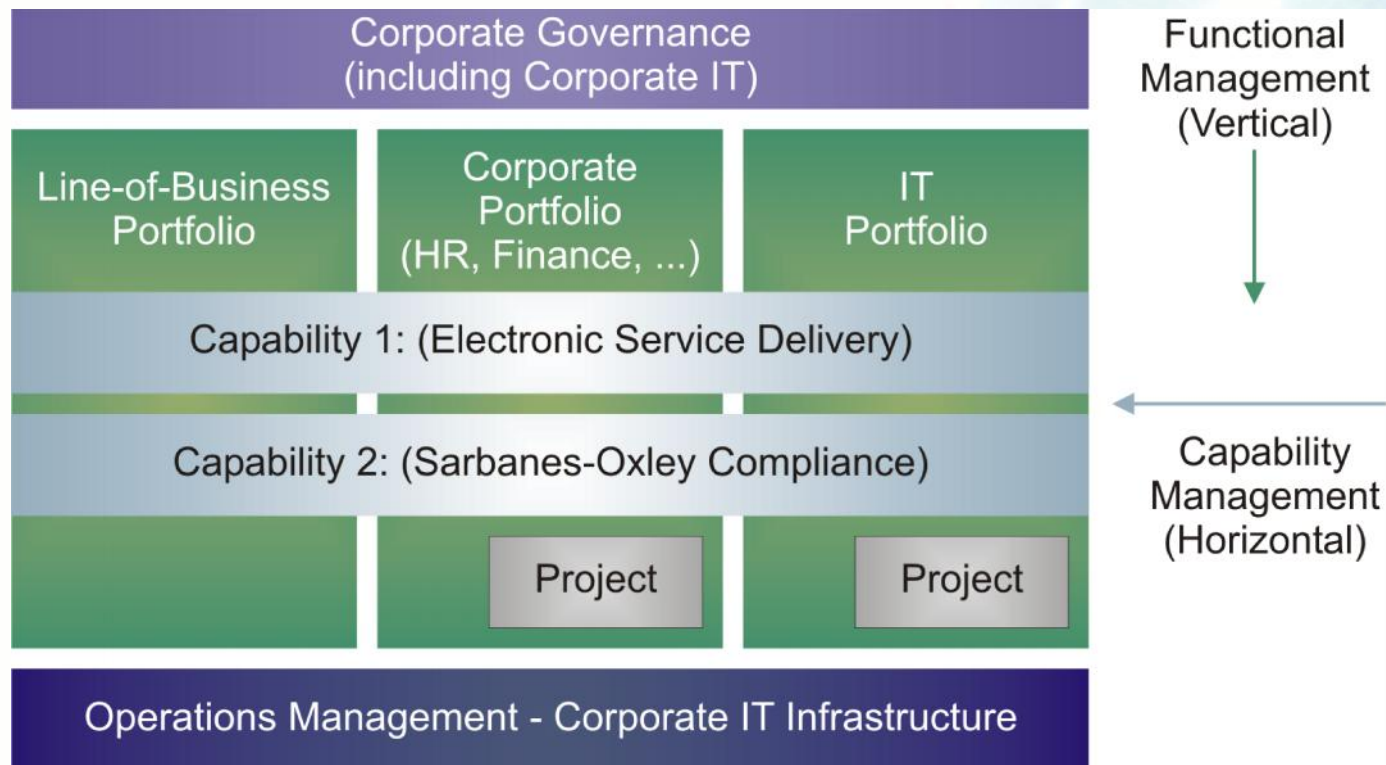 Corporate Governance
(including Corporate IT)
Functional
Management
(Vertical)
Line-of-Business
Portfolio
Corporate
Portfolio
(HR, Finance, ...)
IT
Portfolio
Capability 1: (Electronic Service Delivery)
Capability 2: (Sarbanes-Oxley Compliance)
Capability
Management
(Horizontal)
Project
Project
Operations Management - Corporate IT Infrastructure